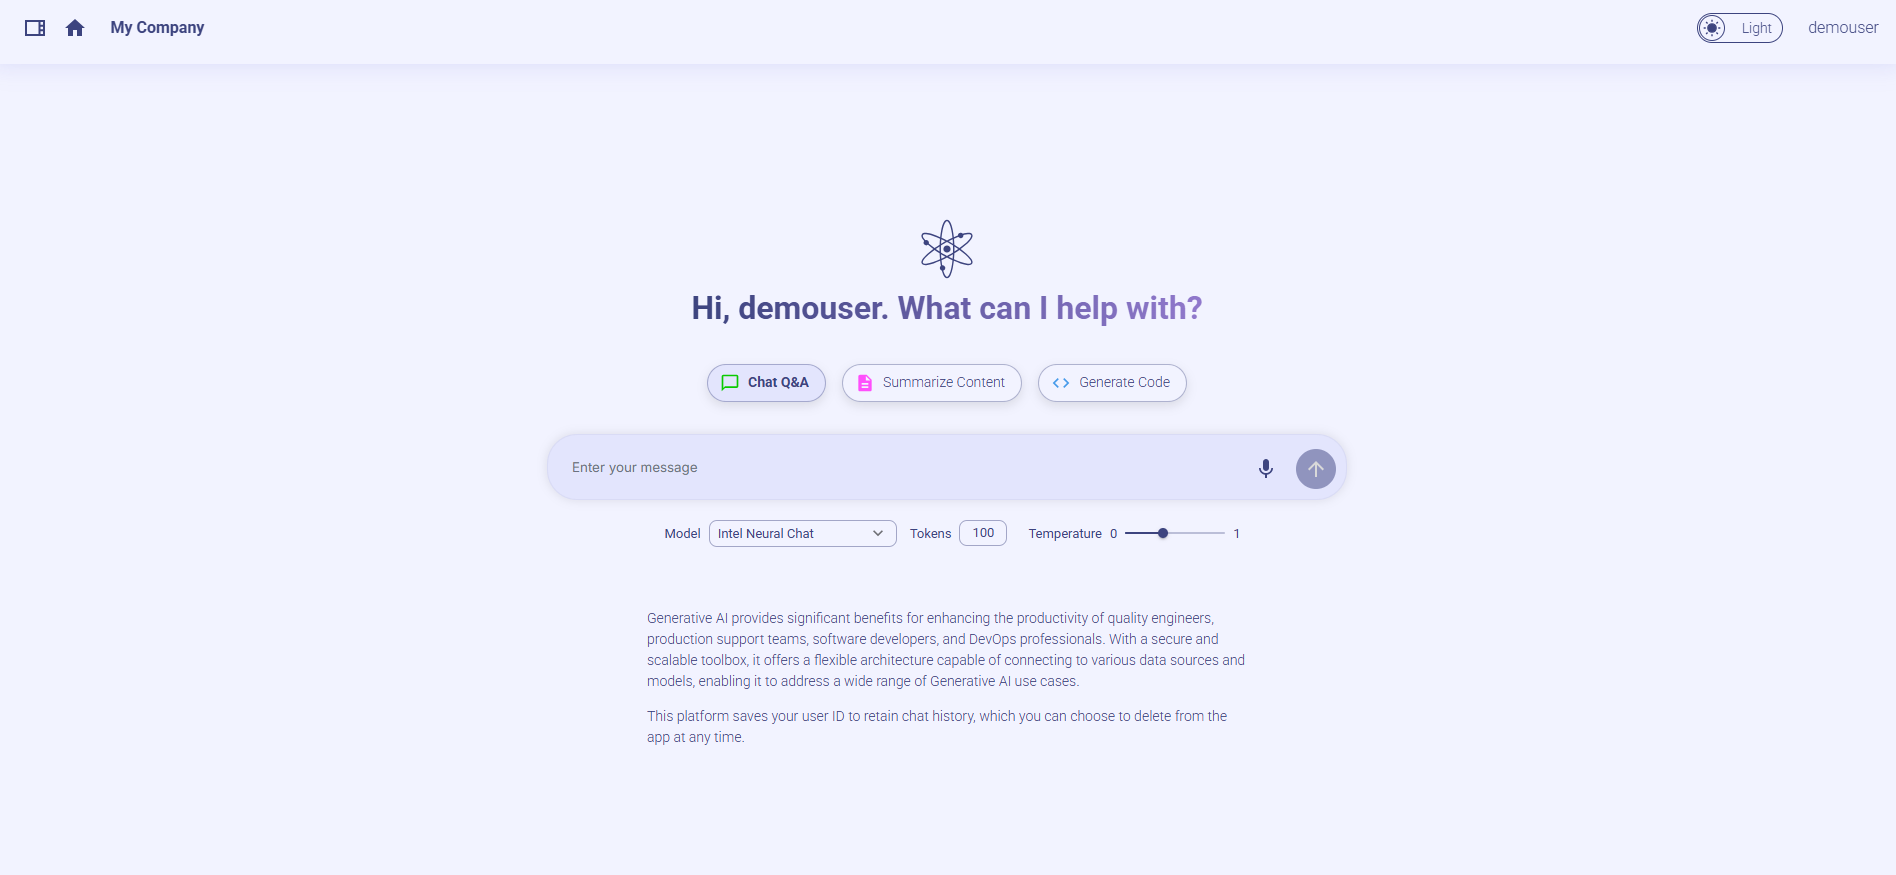 My Company
Light
demouser
Hi, demouser. What can I help with?
Chat Q&A
Summarize Content
Generate Code
Enter your message
Model Intel Neural Chat Tokens 100 Temperature 0 1
Generative AI provides significant benefits for enhancing the productivity of quality engineers,
production support teams, software developers, and DevOps professionals. With a secure and
scalable toolbox, it offers a flexible architecture capable of connecting to various data sources and
models, enabling it to address a wide range of Generative AI use cases.
This platform saves your user ID to retain chat history, which you can choose to delete from the
app at any time.